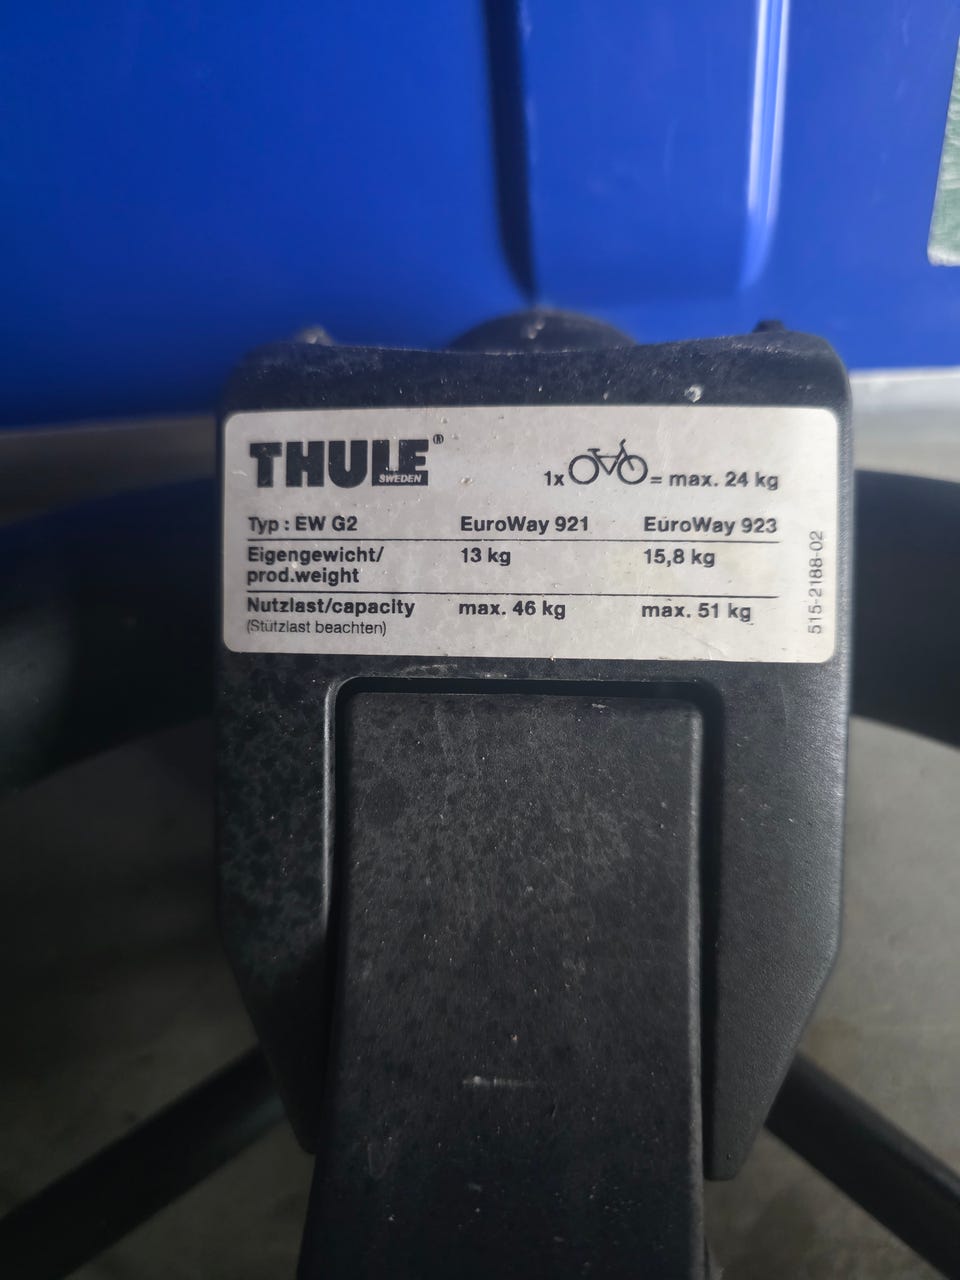 THULE®
SWEDEN
1x = max. 24 kg
Typ : EW G2 EuroWay 921 EuroWay 923
Eigengewicht/ 13 kg 15,8 kg
prod.weight
Nutzlast/capacity max. 46 kg max. 51 kg
(Stützlast beachten)
515-2188-02